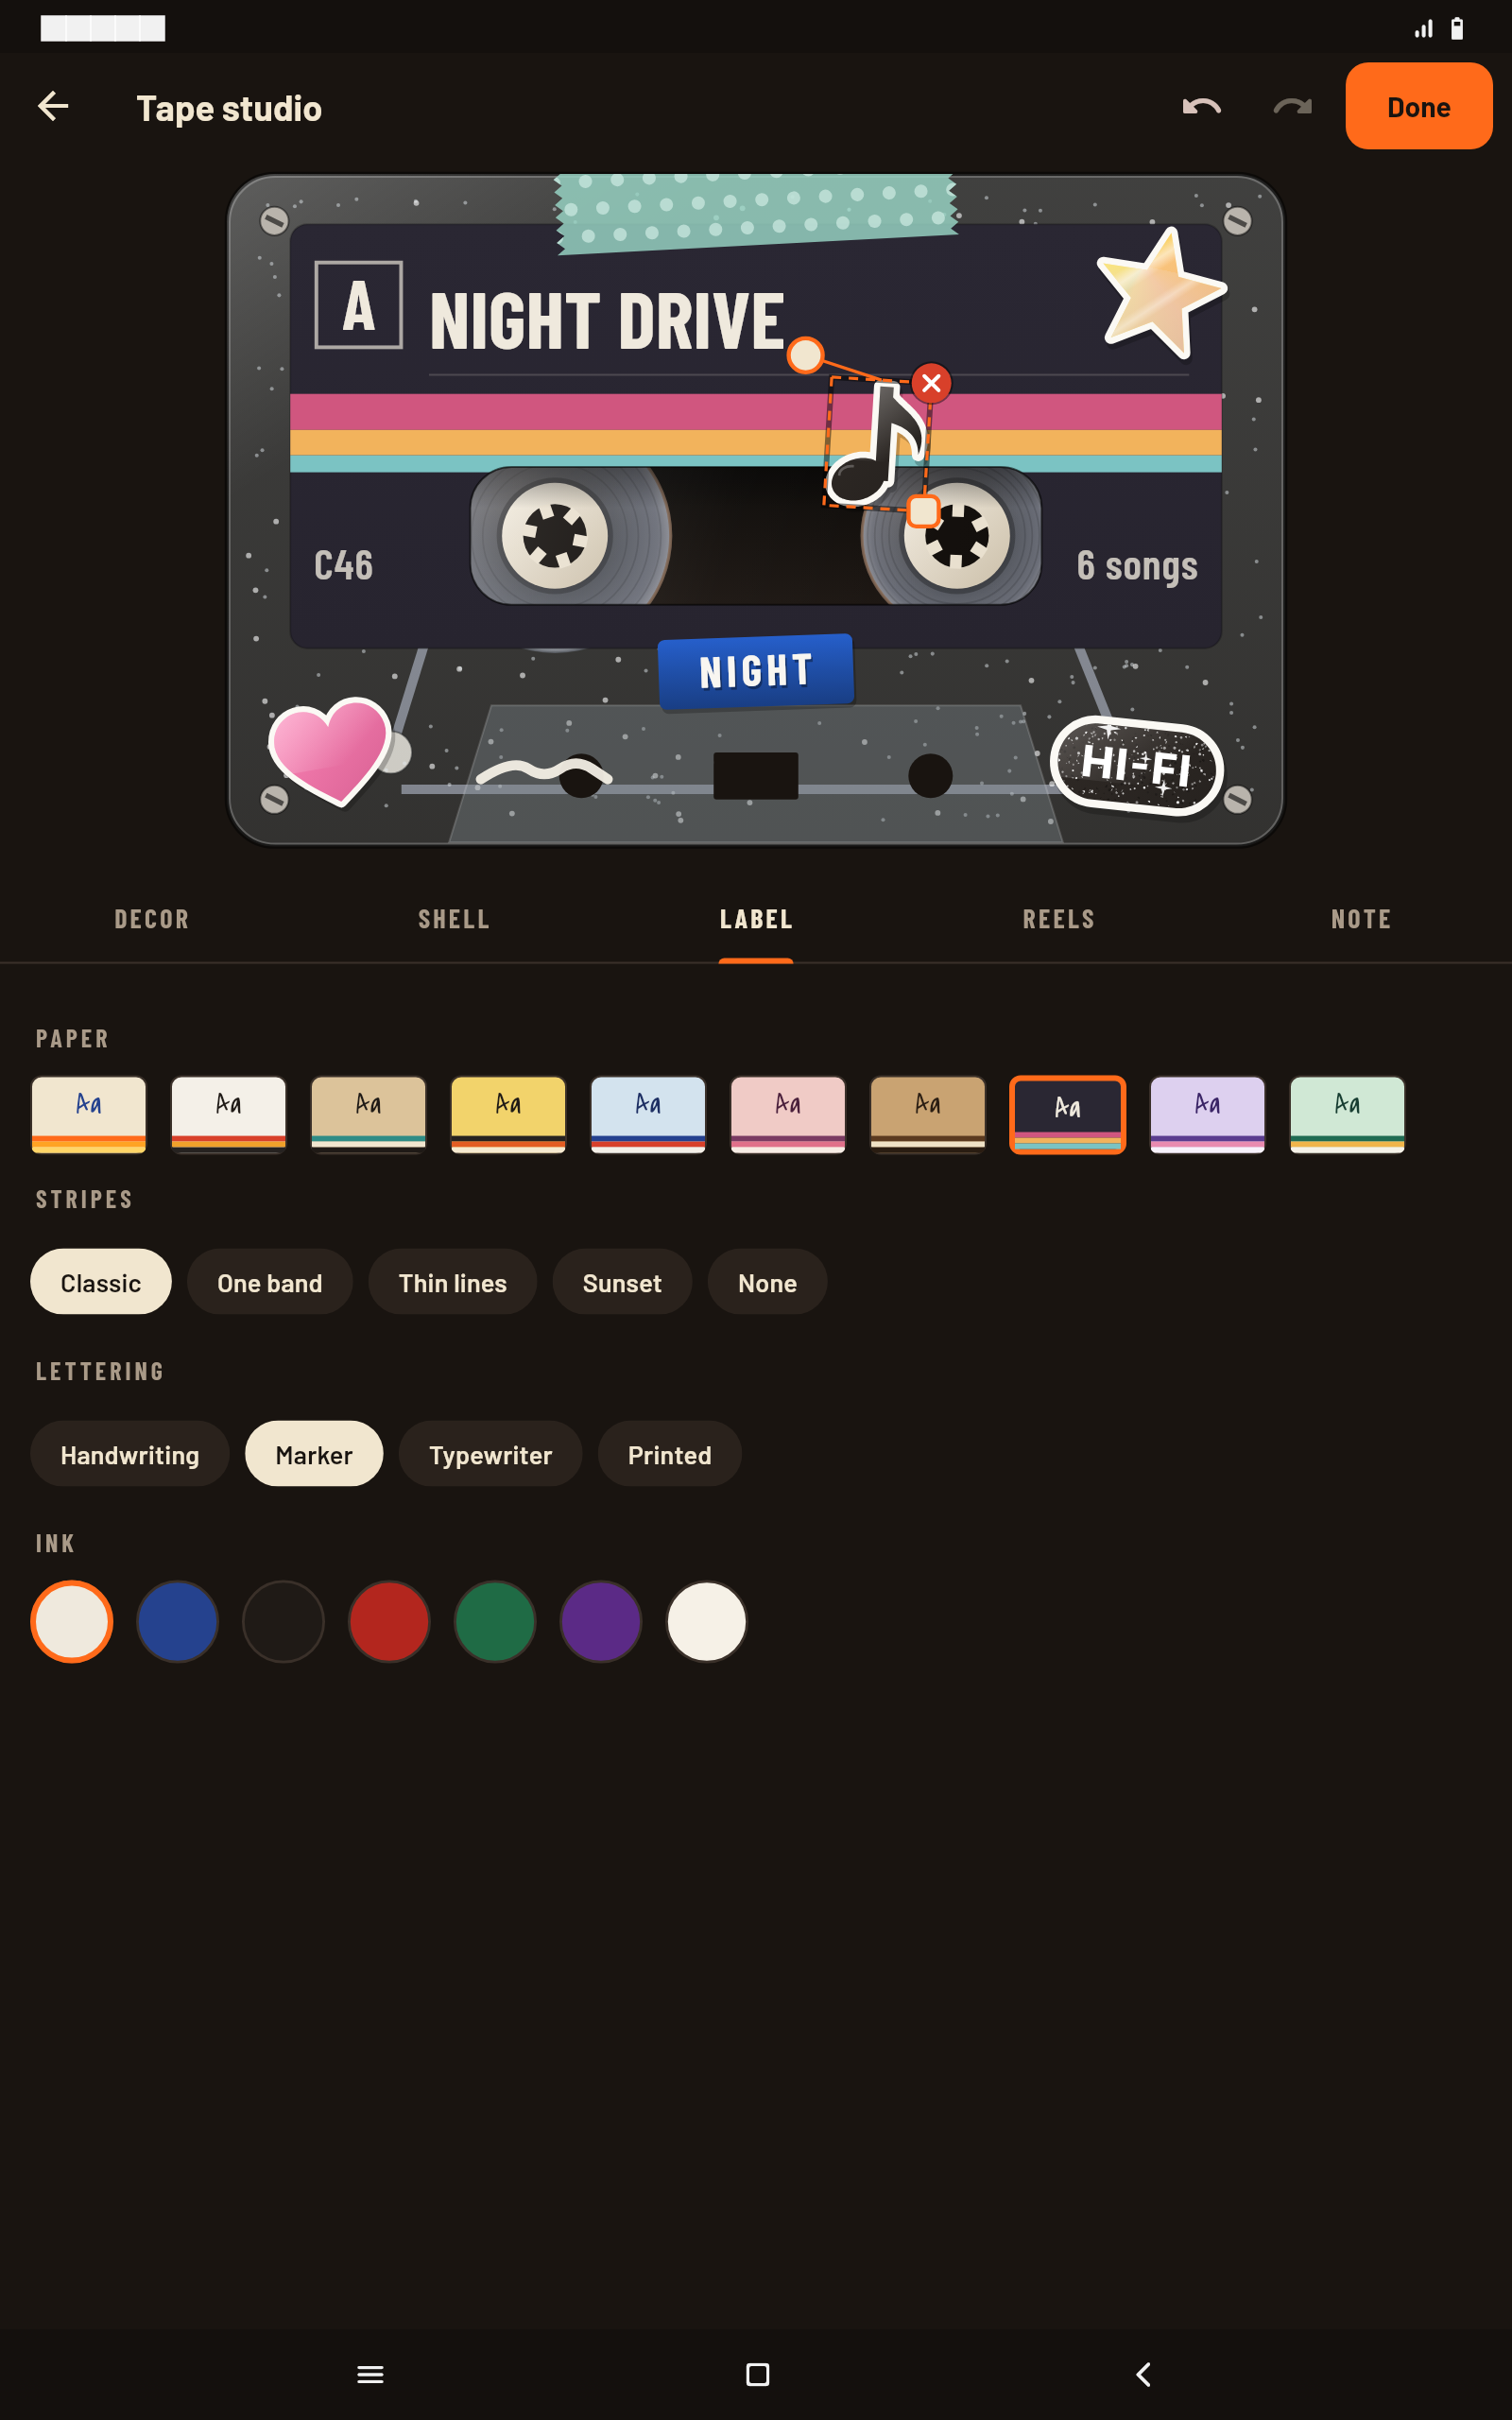 Tape studio
Done
A
NIGHT DRIVE
C46
6 songs
NIGHT
HI-FI
DECOR
SHELL
LABEL
REELS
NOTE
PAPER
Aa
Aa
Aa
Aa
Aa
Aa
Aa
Aa
Aa
Aa
STRIPES
Classic
One band
Thin lines
Sunset
None
LETTERING
Handwriting
Marker
Typewriter
Printed
INK